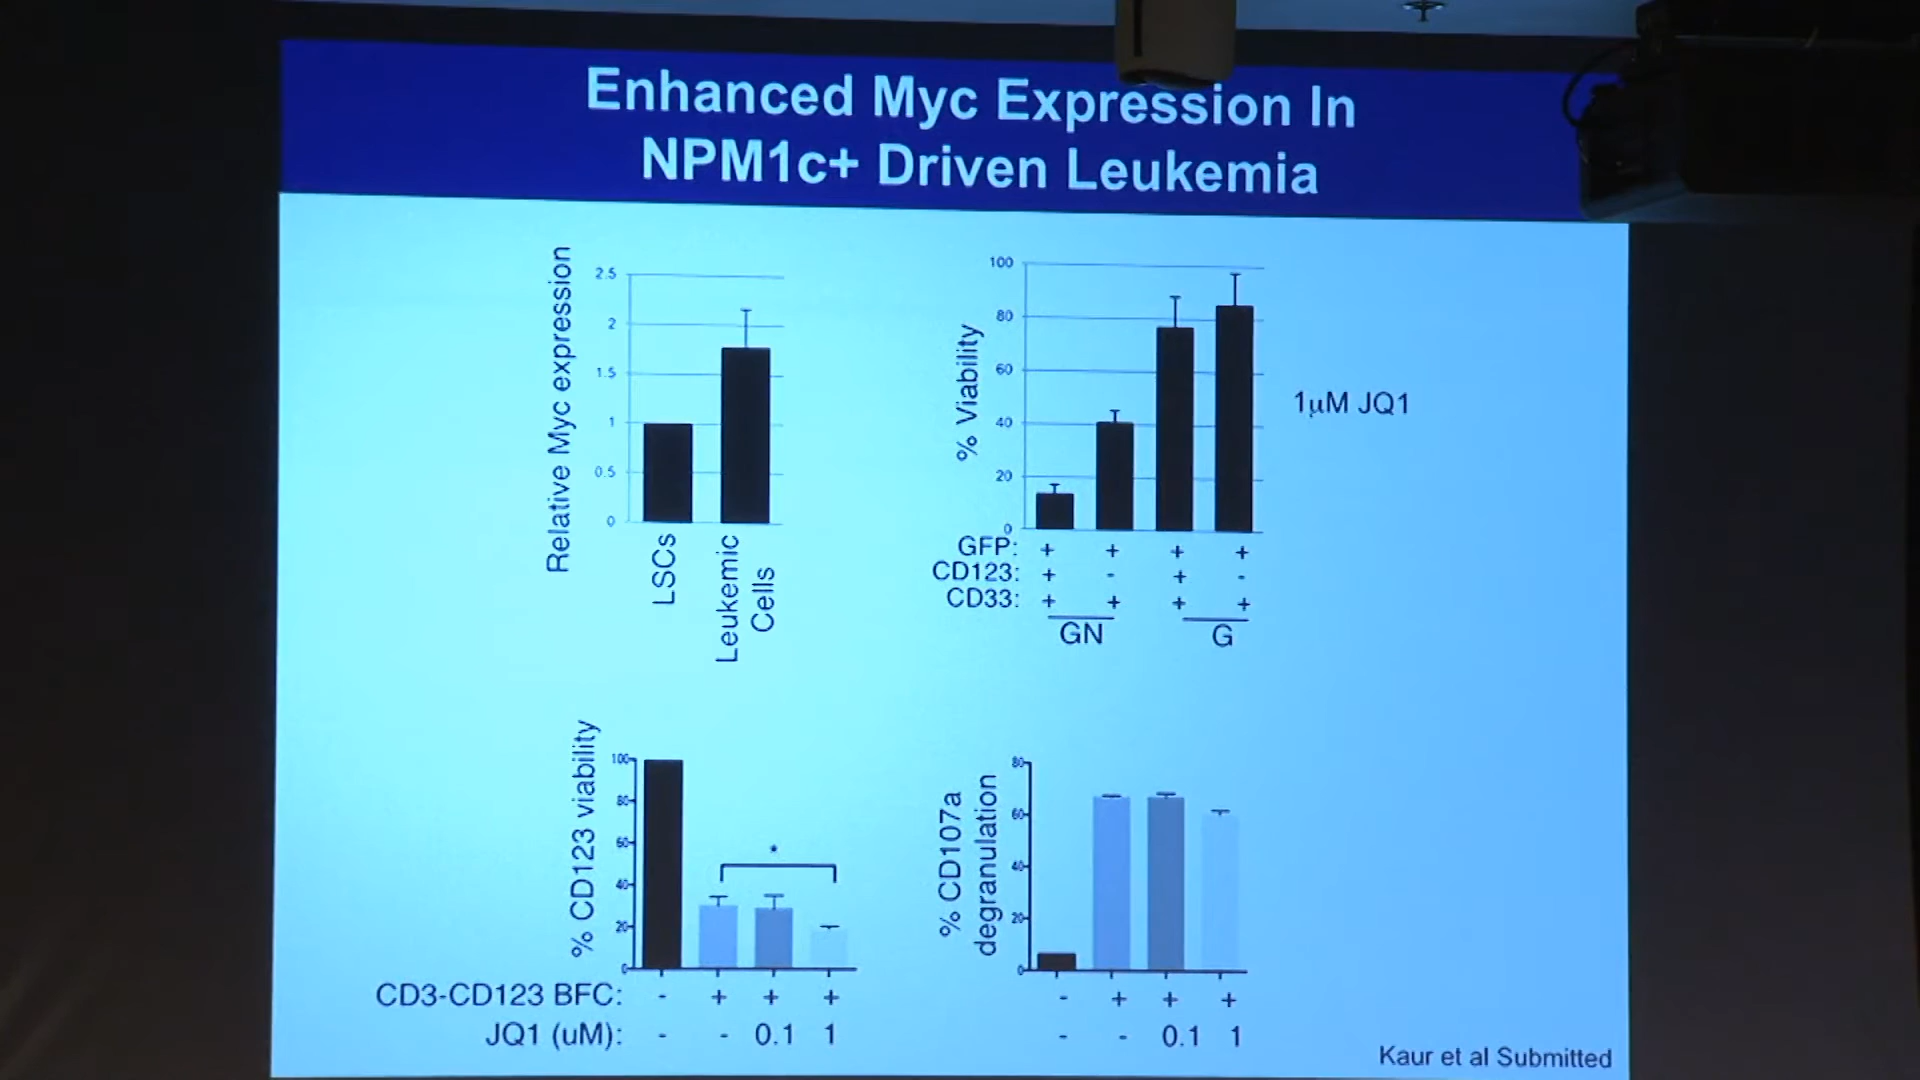 Enhanced Myc Expression In
NPM1c+ Driven Leukemia
Relative Myc expression
2.5
2
1.5
1
0.5
0
LSCs
Leukemic
Cells
% Viability
100
80
60
40
20
0
GFP: + + + +
CD123: + - + -
CD33: + + + +
GN G
1µM JQ1
% CD123 viability
100
80
60
40
20
0
*
CD3-CD123 BFC: - + + +
JQ1 (uM): - - 0.1 1
% CD107a
degranulation
80
60
40
20
0
- + + +
- - 0.1 1
Kaur et al Submitted